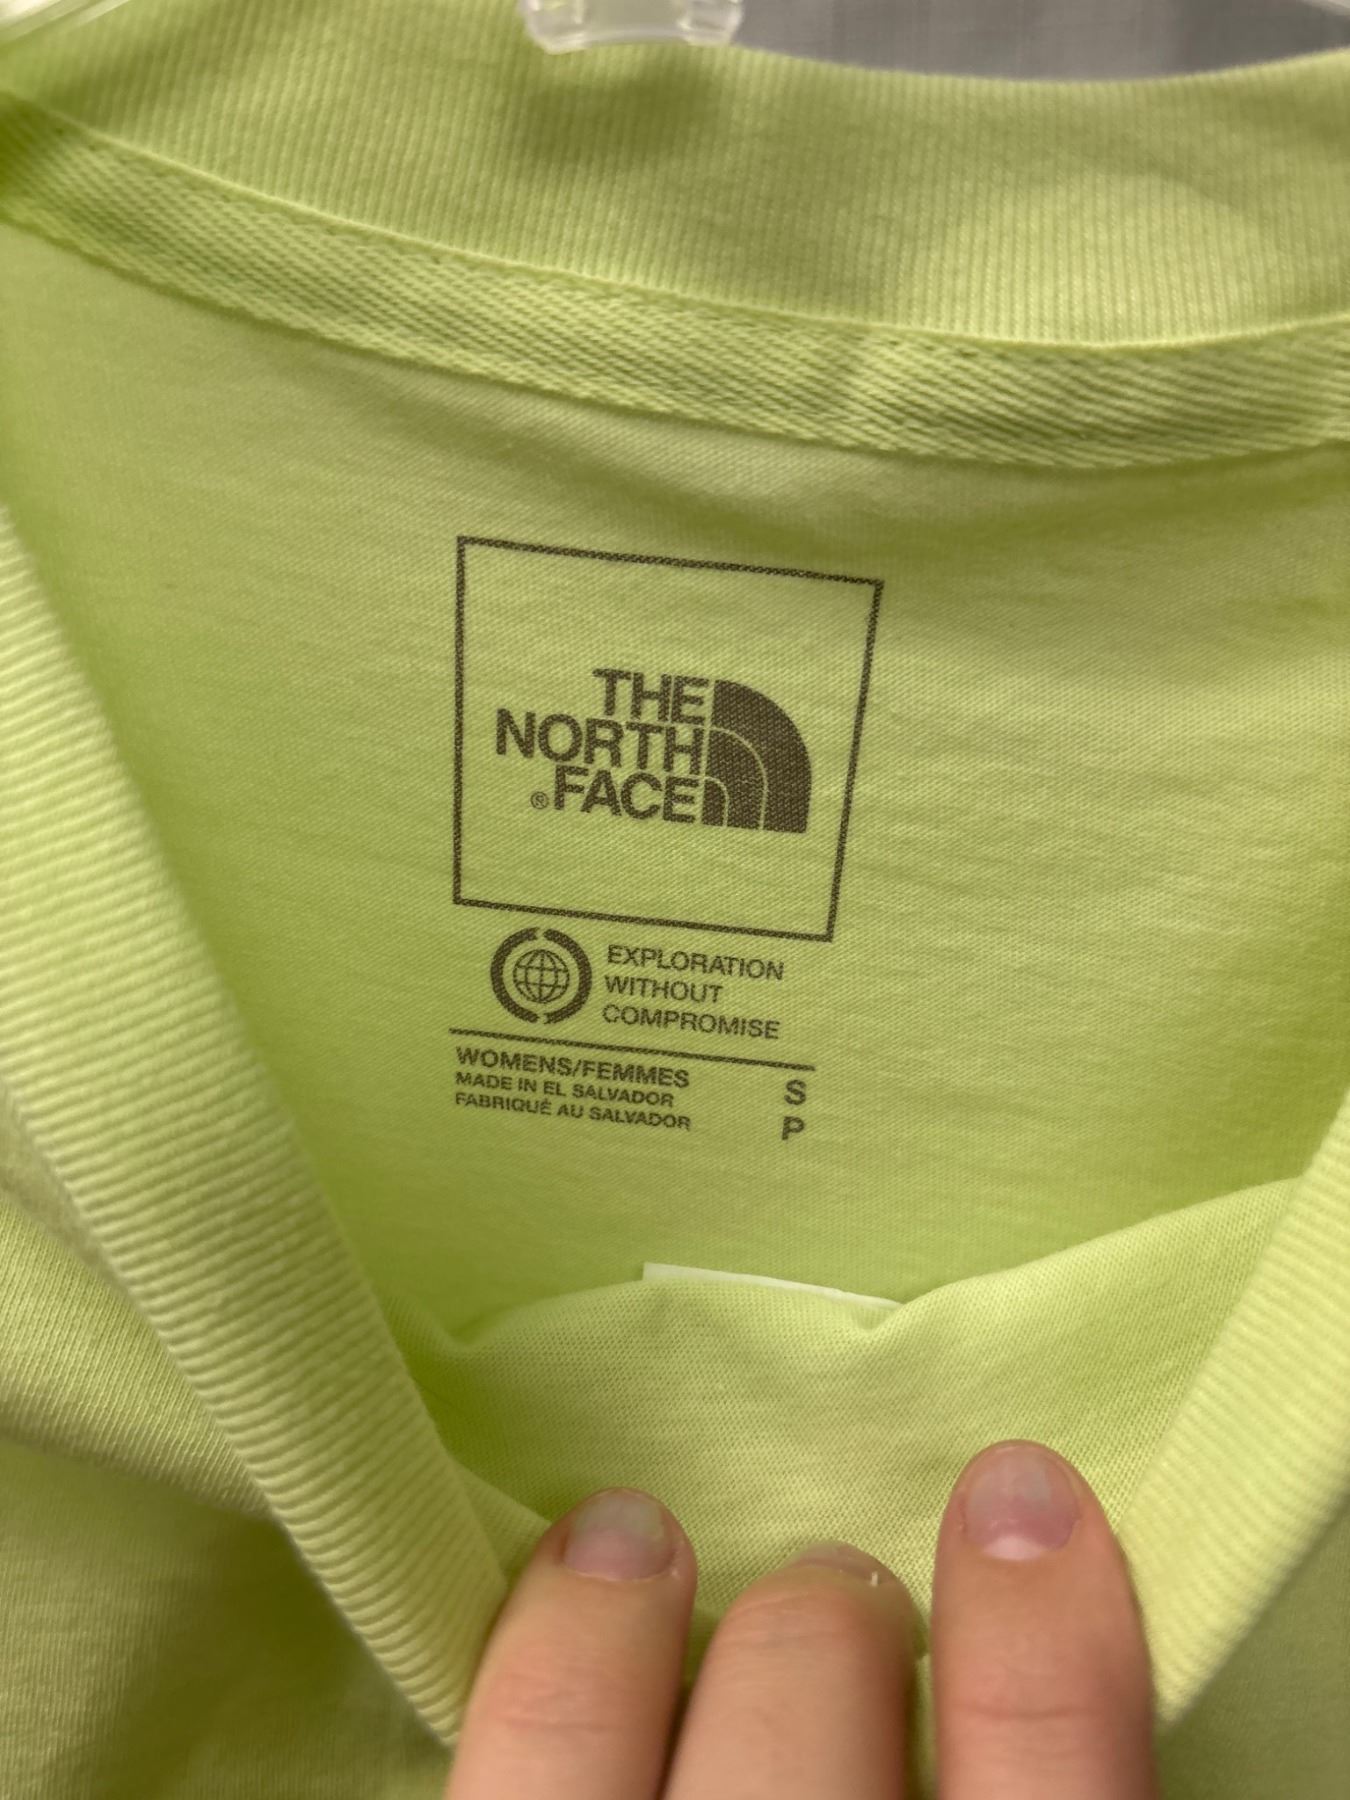 THE
NORTH
®FACE
EXPLORATION
WITHOUT
COMPROMISE
WOMENS/FEMMES S
MADE IN EL SALVADOR
FABRIQUÉ AU SALVADOR P